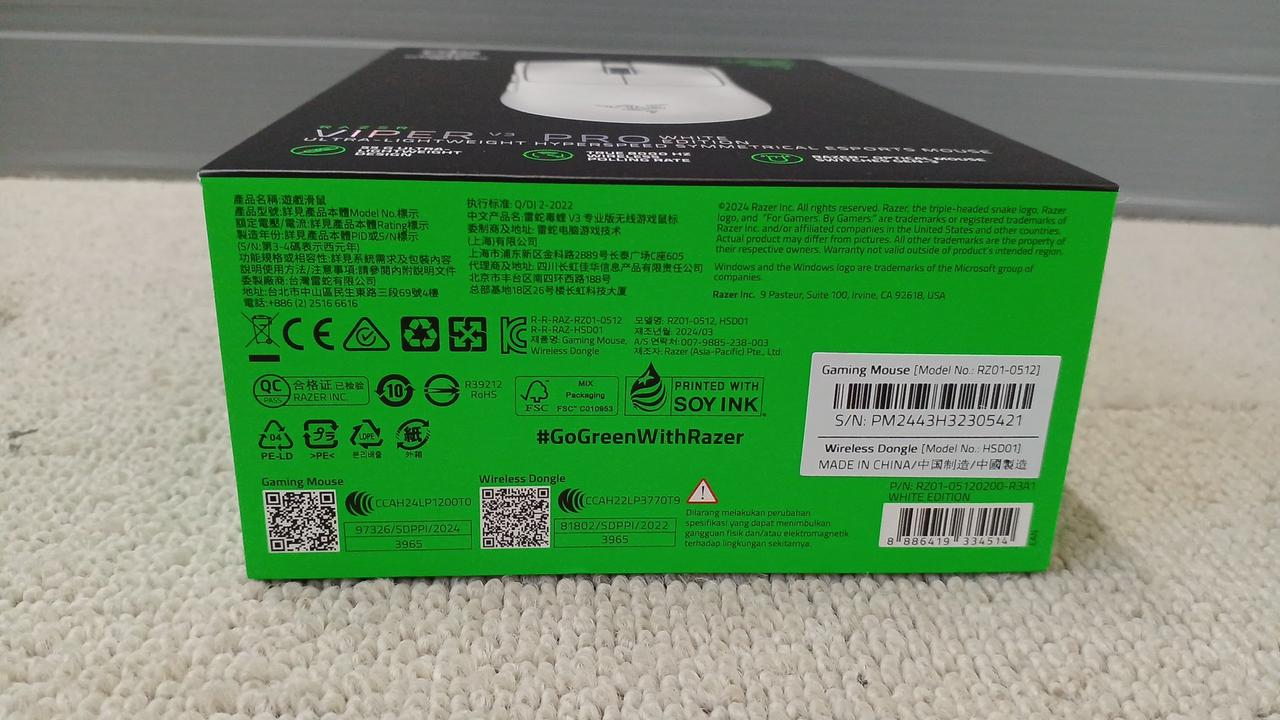 RAZER
VIPER V3 PRO WHITE EDITION
ULTRA-LIGHTWEIGHT HYPERSPEED SYMMETRICAL ESPORTS MOUSE
DESIGN
POLLING RATE
產品名稱:遊戲滑鼠
產品型號:詳見產品本體Model No.標示
額定電壓/電流:詳見產品本體Rating標示
製造年份:詳見產品本體PID或S/N標示
(S/N:第3-4碼表示西元年)
功能規格或相容性:詳見系統需求及包裝內容
說明使用方法/注意事項:請參閱內附說明文件
委製廠商:台灣雷蛇有限公司
地址:台北市中山區民生東路三段69號4樓
電話:+886 (2) 2516 6616
执行标准: Q/DJ 2-2022
中文产品名:雷蛇毒蝰 V3 专业版无线游戏鼠标
委制商及地址: 雷蛇电脑游戏技术
(上海)有限公司
上海市浦东新区金科路2889号长泰广场C座605
代理商及地址: 四川长虹佳华信息产品有限责任公司
北京市丰台区南四环西路188号
总部基地18区26号楼长虹科技大厦
©2024 Razer Inc. All rights reserved. Razer, the triple-headed snake logo, Razer
logo, and "For Gamers. By Gamers." are trademarks or registered trademarks of
Razer Inc. and/or affiliated companies in the United States and other countries.
Actual product may differ from pictures. All other trademarks are the property of
their respective owners. Warranty not valid outside of product's intended region.
Windows and the Windows logo are trademarks of the Microsoft group of
companies.
Razer Inc. 9 Pasteur, Suite 100, Irvine, CA 92618, USA
CE
R-R-RAZ-RZ01-0512
R-R-RAZ-HSD01
제품명: Gaming Mouse,
Wireless Dongle
모델명: RZ01-0512, HSD01
제조년월: 2024/03
A/S 연락처: 007-9885-238-003
제조자: Razer (Asia-Pacific) Pte., Ltd.
QC PASS
合格证 已检验
RAZER INC.
10
R39212
RoHS
FSC
MIX
Packaging
FSC™ C010953
PRINTED WITH
SOY INK
04
PE-LD
プラ
>PE<
LDPE
분리배출
紙
外箱
#GoGreenWithRazer
Gaming Mouse [Model No.: RZ01-0512]
S/N: PM2443H32305421
Wireless Dongle [Model No.: HSD01]
MADE IN CHINA/中国制造/中國製造
P/N: RZ01-05120200-R3A1
WHITE EDITION
8 886419 334514
EAN
Gaming Mouse
CCAH24LP1200T0
97326/SDPPI/2024
3965
Wireless Dongle
CCAH22LP3770T9
81802/SDPPI/2022
3965
Dilarang melakukan perubahan
spesifikasi yang dapat menimbulkan
gangguan fisik dan/atau elektromagnetik
terhadap lingkungan sekitarnya.